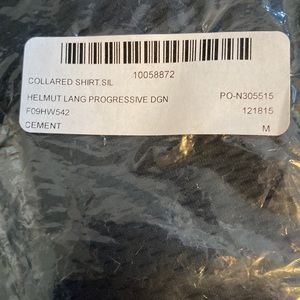 10058872
COLLARED SHIRT.SIL
HELMUT LANG PROGRESSIVE DGN PO-N305515
F09HW542 121815
CEMENT M